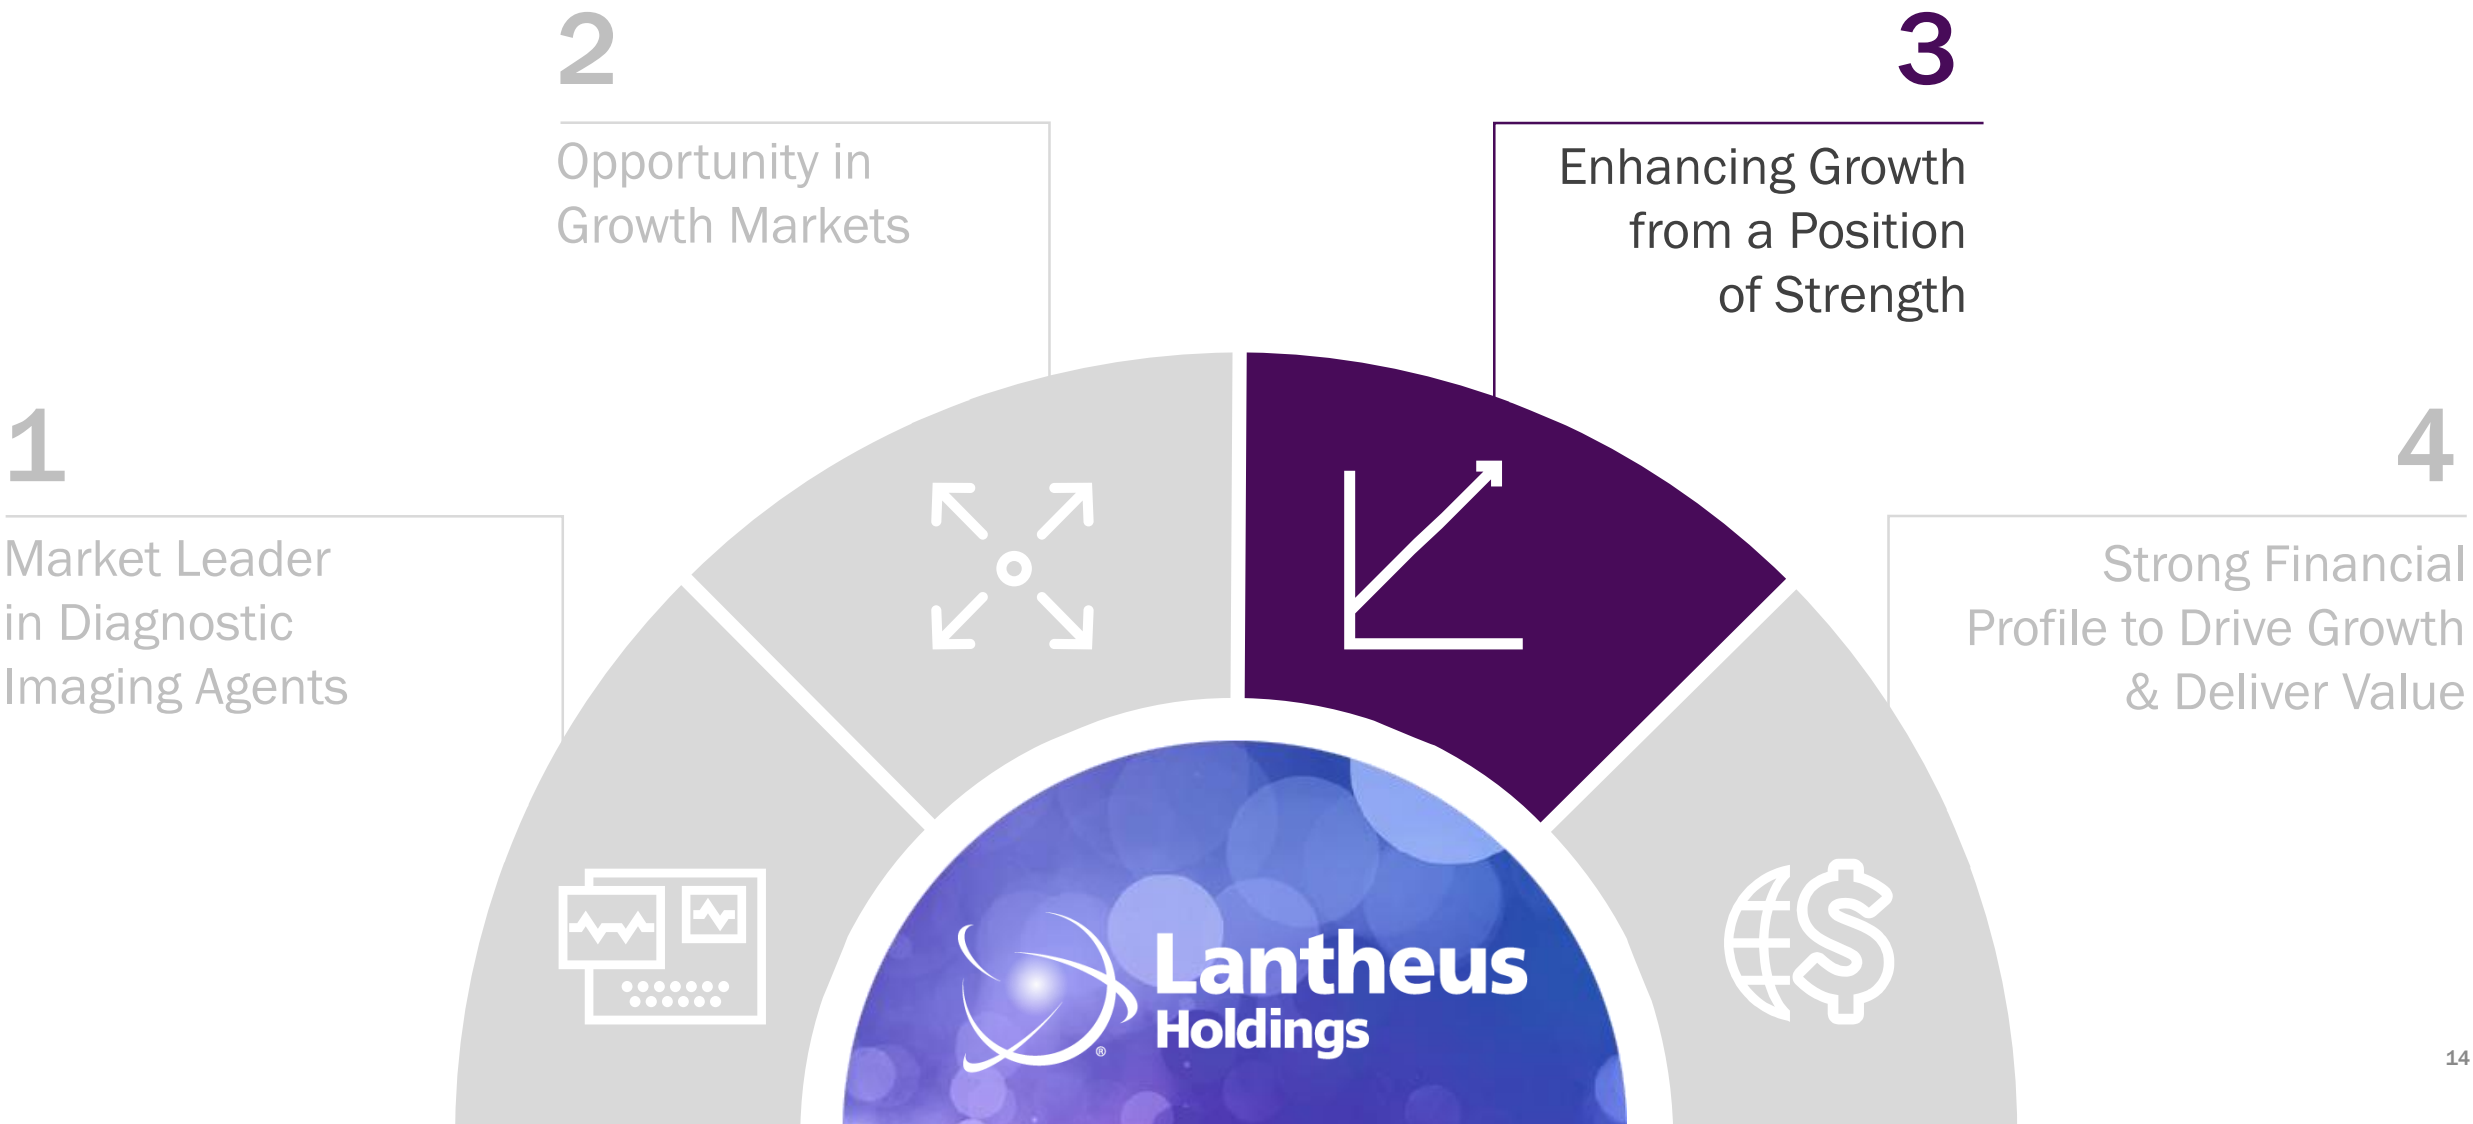 1
Market Leader
in Diagnostic
Imaging Agents
2
Opportunity in
Growth Markets
3
Enhancing Growth
from a Position
of Strength
4
Strong Financial
Profile to Drive Growth
& Deliver Value
Lantheus
Holdings
®
14